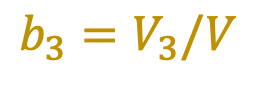 b₃ = V₃/V